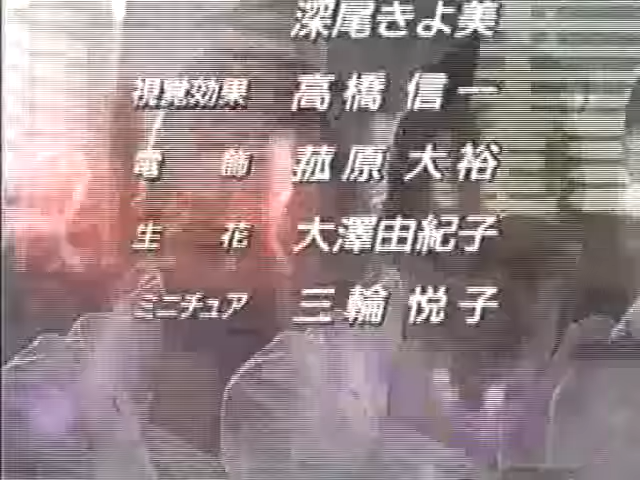 深尾きよ美
視覚効果 高橋信一
電飾 菰原大裕
生花 大澤由紀子
ミニチュア 三輪悦子